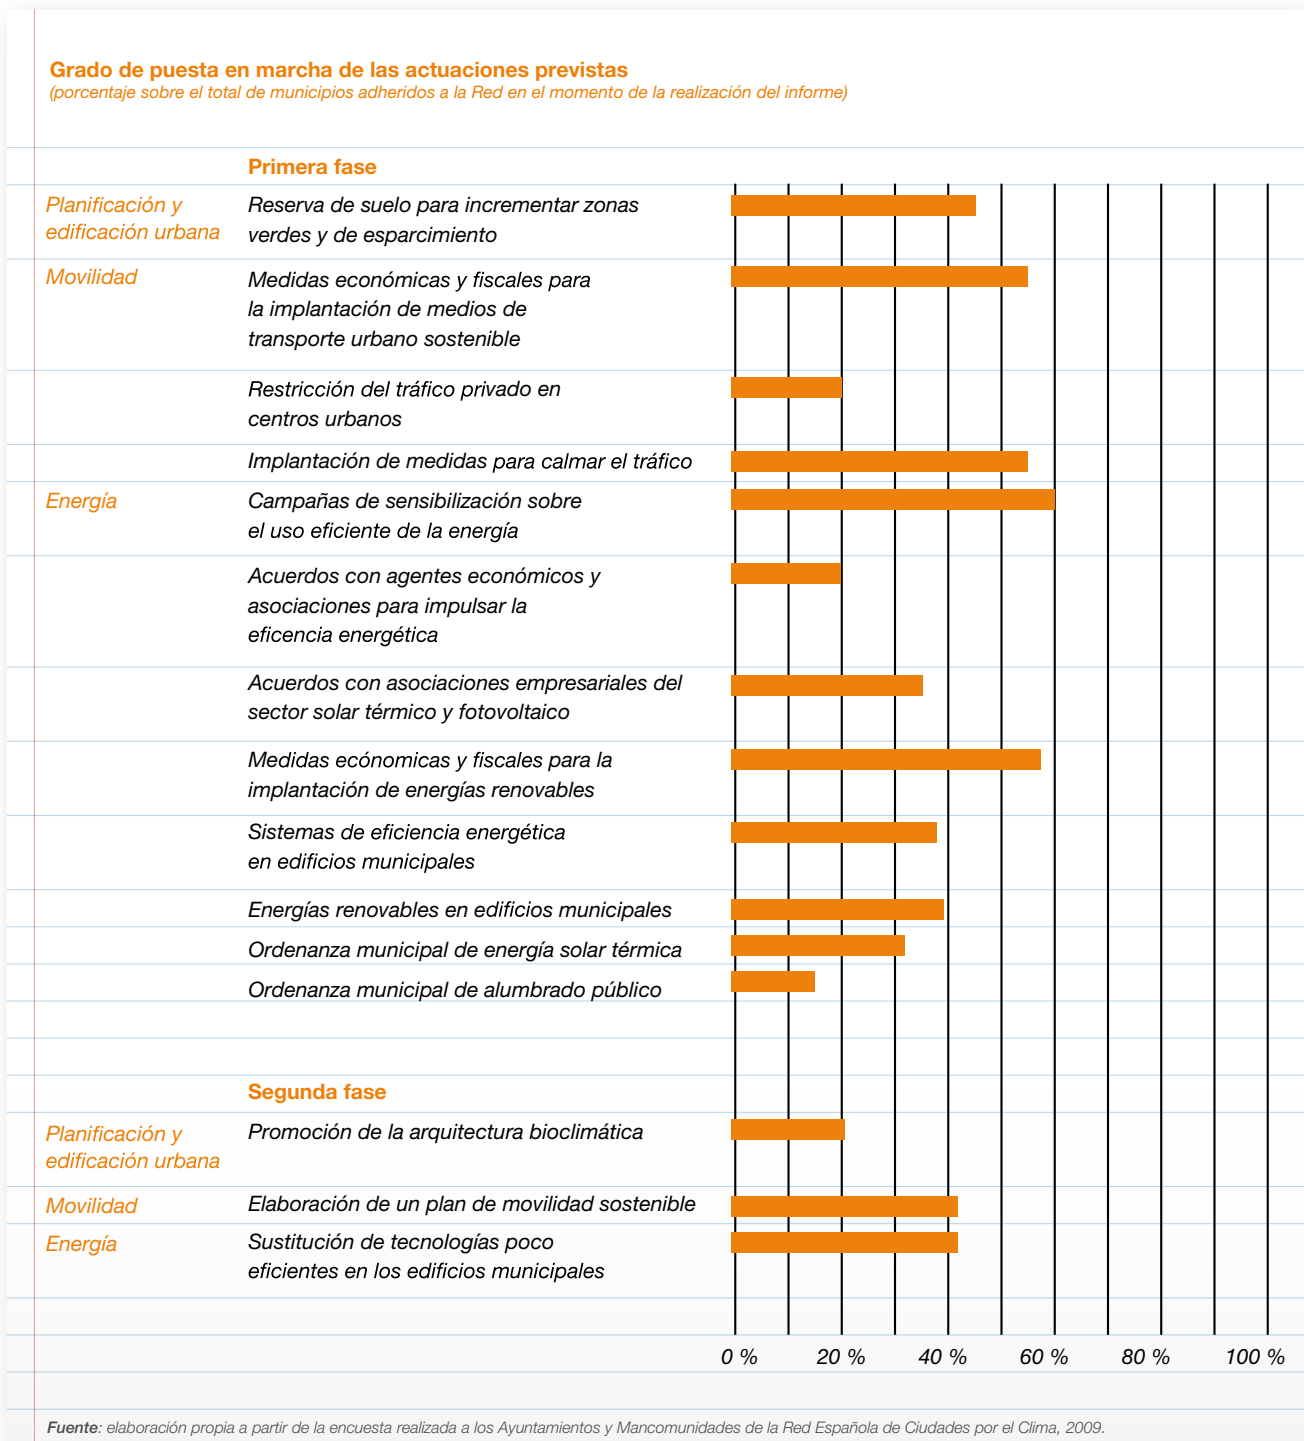 Grado de puesta en marcha de las actuaciones previstas
(porcentaje sobre el total de municipios adheridos a la Red en el momento de la realización del informe)
Primera fase
Planificación y
edificación urbana
Reserva de suelo para incrementar zonas
verdes y de esparcimiento
Movilidad
Medidas económicas y fiscales para
la implantación de medios de
transporte urbano sostenible
Restricción del tráfico privado en
centros urbanos
Implantación de medidas para calmar el tráfico
Energía
Campañas de sensibilización sobre
el uso eficiente de la energía
Acuerdos con agentes económicos y
asociaciones para impulsar la
eficencia energética
Acuerdos con asociaciones empresariales del
sector solar térmico y fotovoltaico
Medidas ecónomicas y fiscales para la
implantación de energías renovables
Sistemas de eficiencia energética
en edificios municipales
Energías renovables en edificios municipales
Ordenanza municipal de energía solar térmica
Ordenanza municipal de alumbrado público
Segunda fase
Planificación y
edificación urbana
Promoción de la arquitectura bioclimática
Movilidad
Elaboración de un plan de movilidad sostenible
Energía
Sustitución de tecnologías poco
eficientes en los edificios municipales
0 % 20 % 40 % 60 % 80 % 100 %
Fuente: elaboración propia a partir de la encuesta realizada a los Ayuntamientos y Mancomunidades de la Red Española de Ciudades por el Clima, 2009.